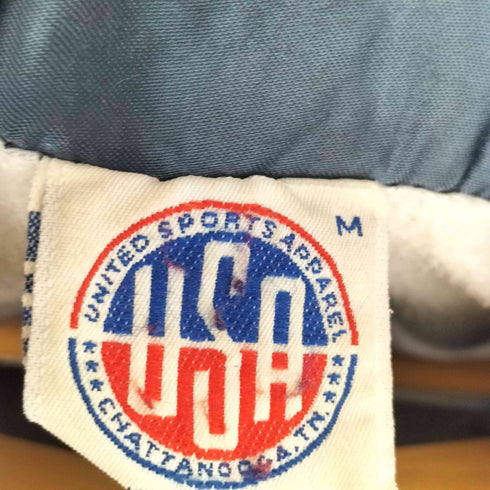 M
UNITED SPORTS APPAREL
USA
CHATTANOOGA, TN.